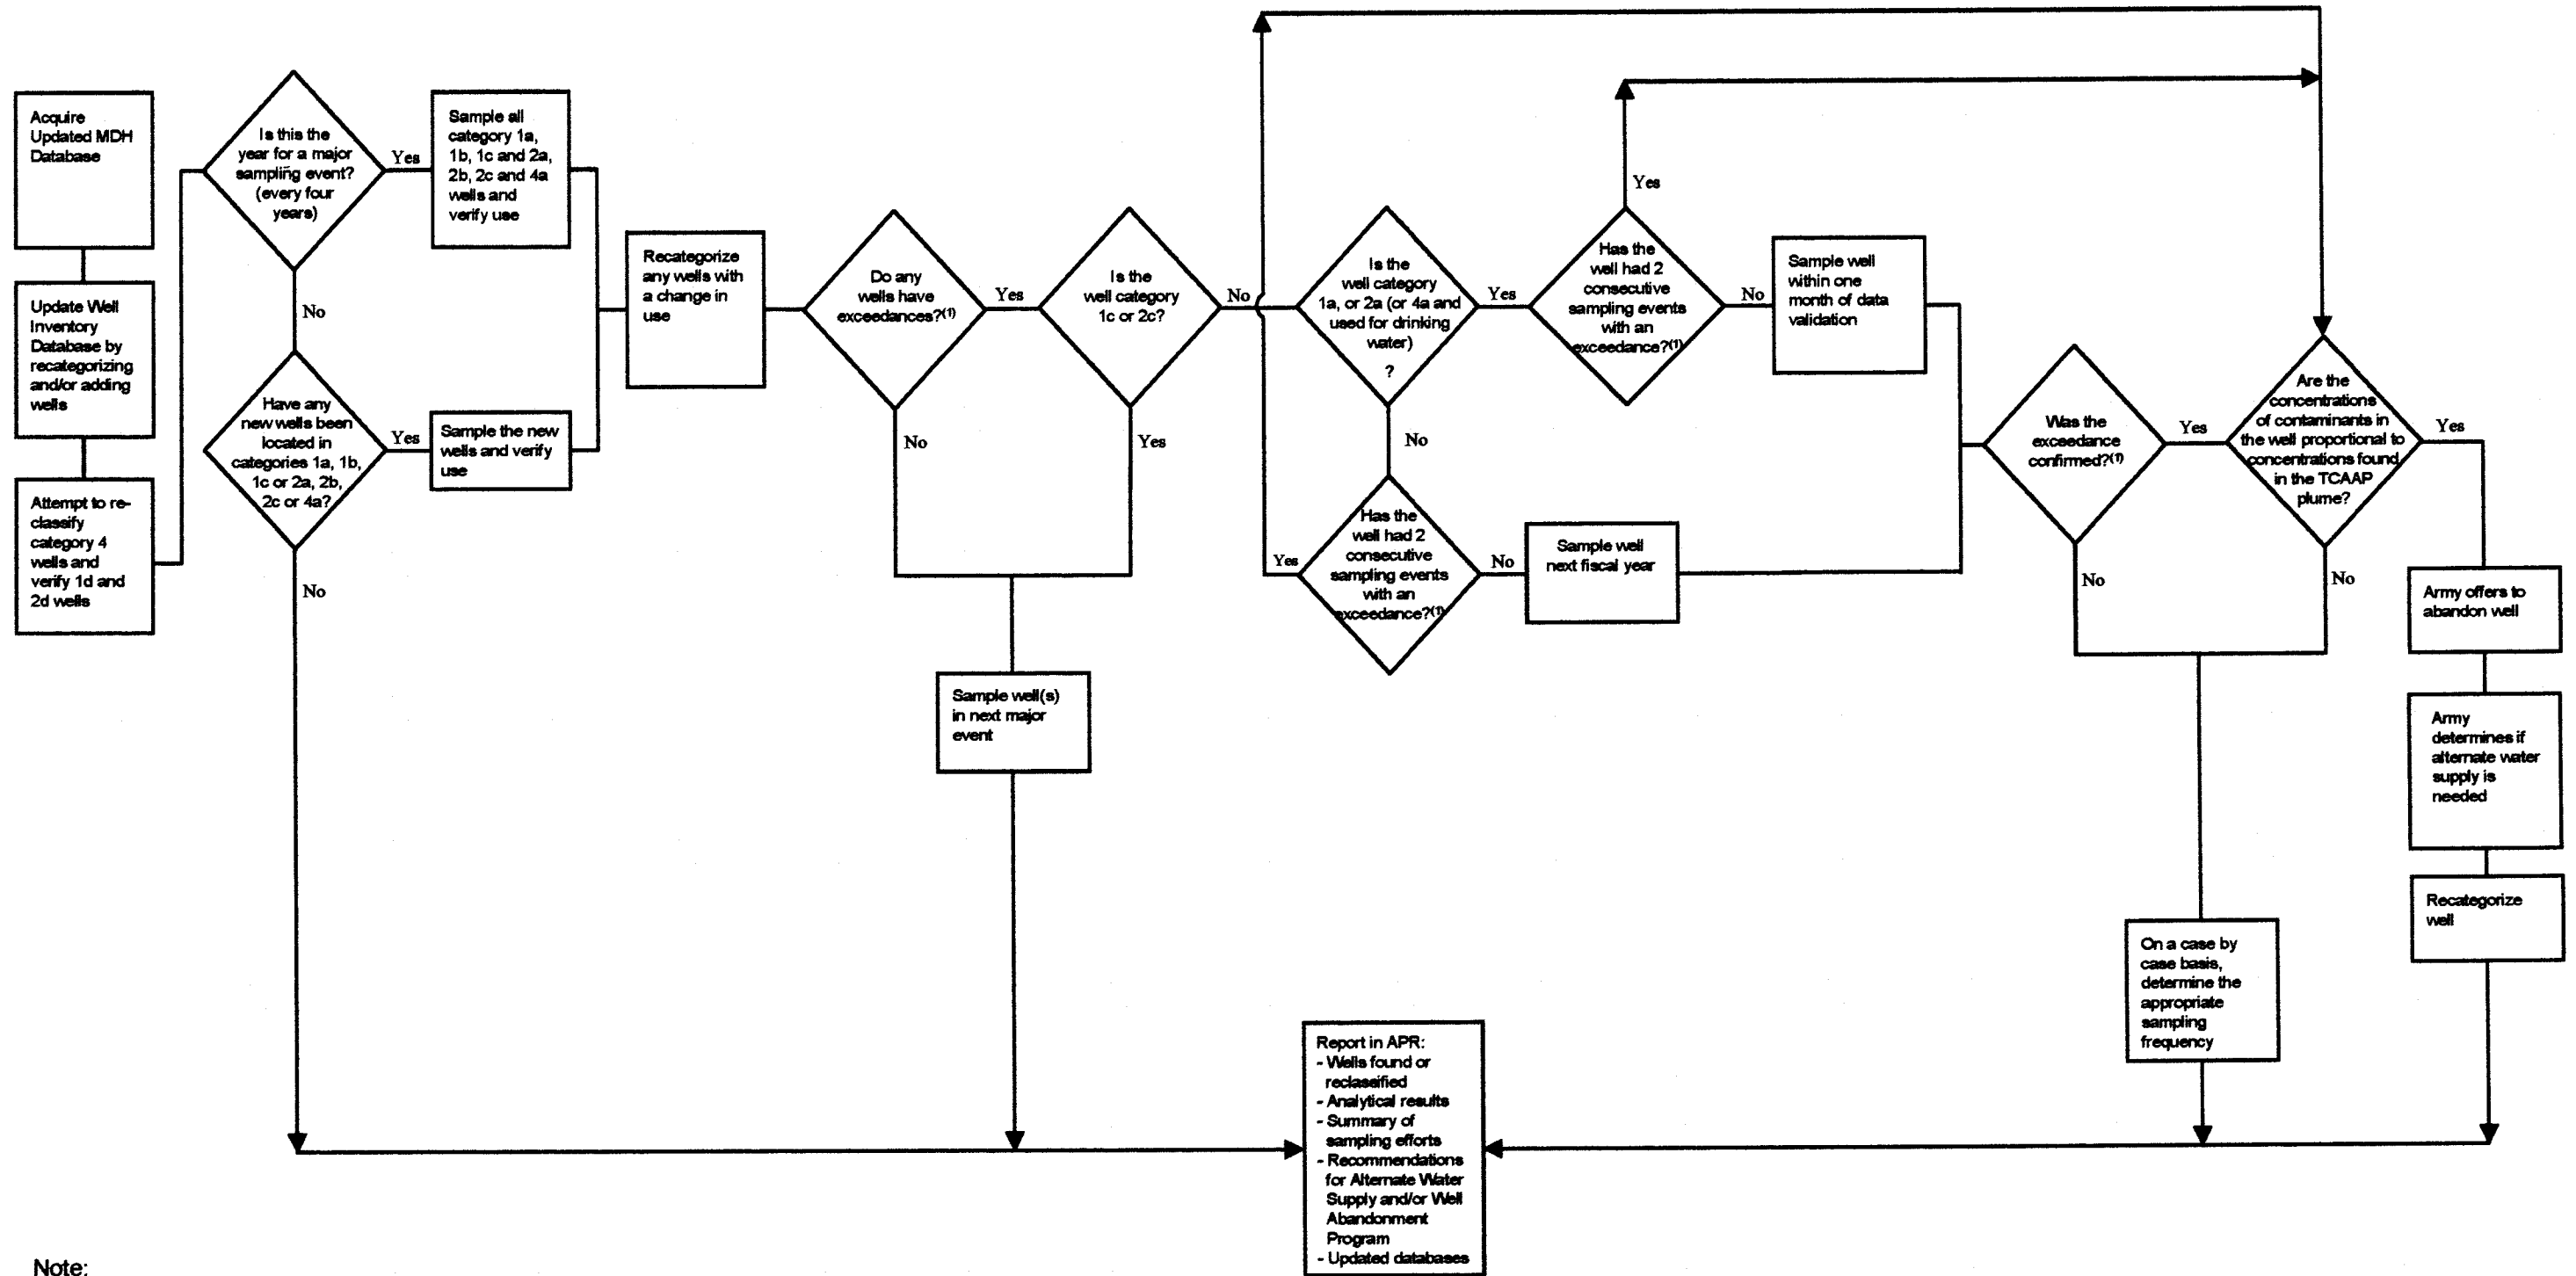 Acquire
Updated MDH
Database
Update Well
Inventory
Database by
recategorizing
and/or adding
wells
Attempt to re-
classify
category 4
wells and
verify 1d and
2d wells
Is this the
year for a major
sampling event?
(every four
years)
Yes
No
Sample all
category 1a,
1b, 1c and 2a,
2b, 2c and 4a
wells and
verify use
Have any
new wells been
located in
categories 1a, 1b,
1c or 2a, 2b,
2c or 4a?
Yes
No
Sample the new
wells and verify
use
Recategorize
any wells with
a change in
use
Do any
wells have
exceedances?(1)
Yes
No
Is the
well category
1c or 2c?
No
Yes
Sample well(s)
in next major
event
Is the
well category
1a, or 2a (or 4a and
used for drinking
water)
?
Yes
No
Has the
well had 2
consecutive
sampling events
with an
exceedance?(1)
Yes
No
Sample well
within one
month of data
validation
Has the
well had 2
consecutive
sampling events
with an
exceedance?(1)
Yes
No
Sample well
next fiscal year
Was the
exceedance
confirmed?(1)
Yes
No
Are the
concentrations
of contaminants in
the well proportional to
concentrations found
in the TCAAP
plume?
Yes
No
Army offers to
abandon well
Army
determines if
alternate water
supply is
needed
Recategorize
well
On a case by
case basis,
determine the
appropriate
sampling
frequency
Report in APR:
- Wells found or
reclassified
- Analytical results
- Summary of
sampling efforts
- Recommendations
for Alternate Water
Supply and/or Well
Abandonment
Program
- Updated databases
Note: